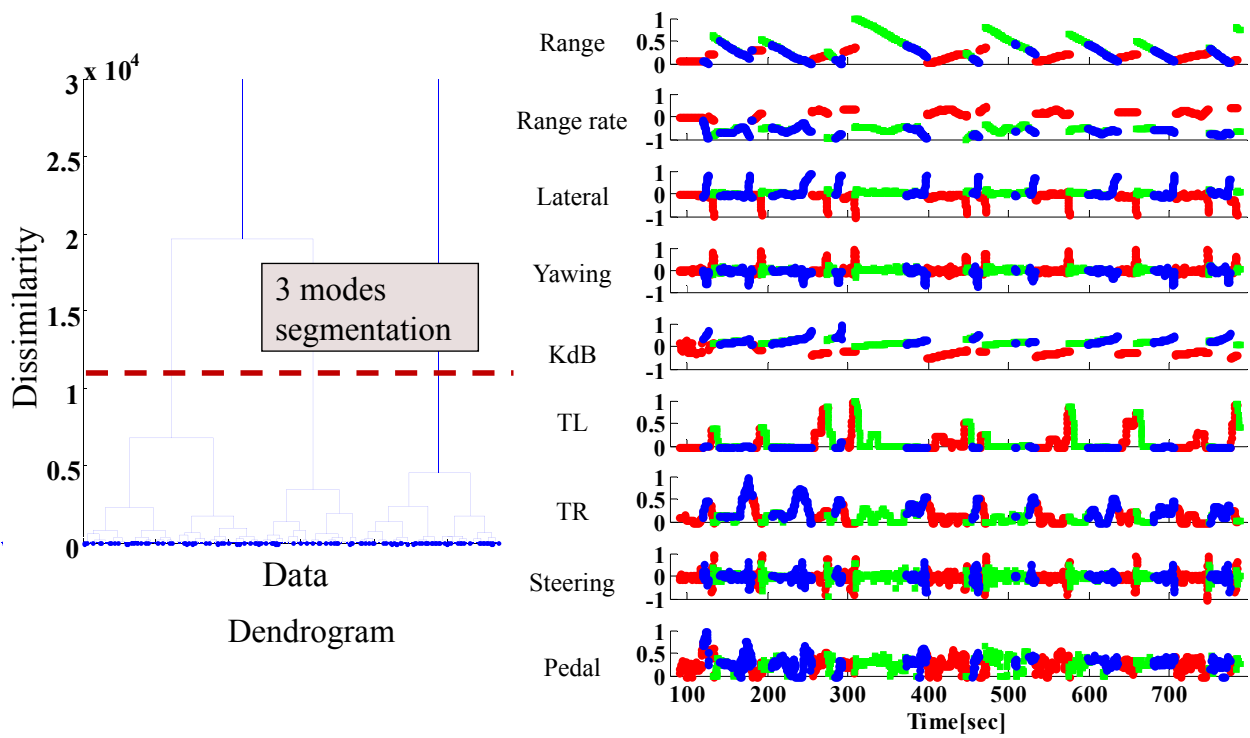 x 10^4
3
2.5
2
1.5
1
0.5
0
Dissimilarity
3 modes
segmentation
Data
Dendrogram
Range
1
0.5
0
Range rate
1
0
-1
Lateral
1
0
-1
Yawing
1
0
-1
KdB
1
0
-1
TL
1
0
TR
1
0.5
0
Steering
1
0
-1
Pedal
1
0.5
0
100 200 300 400 500 600 700
Time[sec]